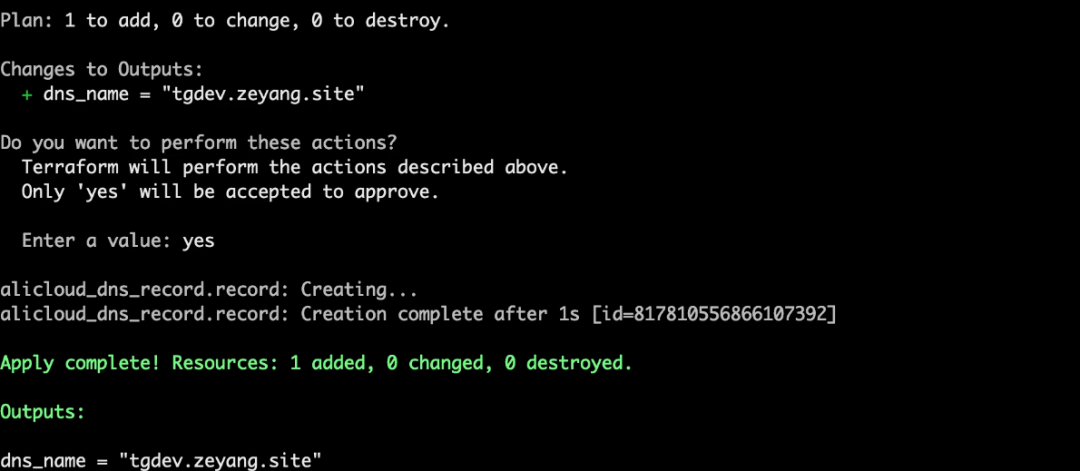 Plan: 1 to add, 0 to change, 0 to destroy.
Changes to Outputs:
+ dns_name = "tgdev.zeyang.site"
Do you want to perform these actions?
Terraform will perform the actions described above.
Only 'yes' will be accepted to approve.
Enter a value: yes
alicloud_dns_record.record: Creating...
alicloud_dns_record.record: Creation complete after 1s [id=817810556866107392]
Apply complete! Resources: 1 added, 0 changed, 0 destroyed.
Outputs:
dns_name = "tgdev.zeyang.site"